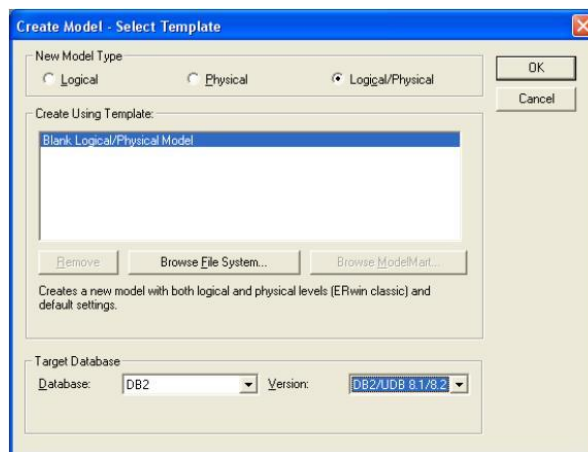 Create Model - Select Template
New Model Type
Logical
Physical
Logical/Physical
OK
Cancel
Create Using Template:
Blank Logical/Physical Model
Remove
Browse File System...
Browse ModelMart...
Creates a new model with both logical and physical levels (ERwin classic) and
default settings.
Target Database
Database: DB2 Version: DB2/UDB 8.1/8.2